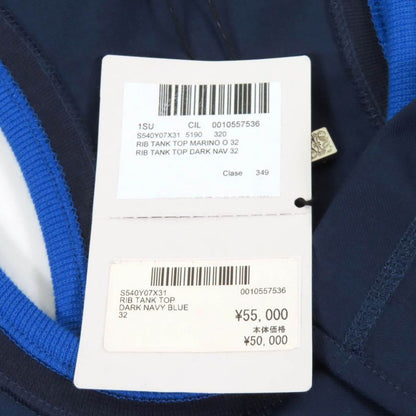 1SU CIL 0010557536
S540Y07X31 5190 320
RIB TANK TOP MARINO O 32
RIB TANK TOP DARK NAV 32
Clase 349
S540Y07X31 0010557536
RIB TANK TOP
DARK NAVY BLUE
32
¥55,000
本体価格
¥50,000